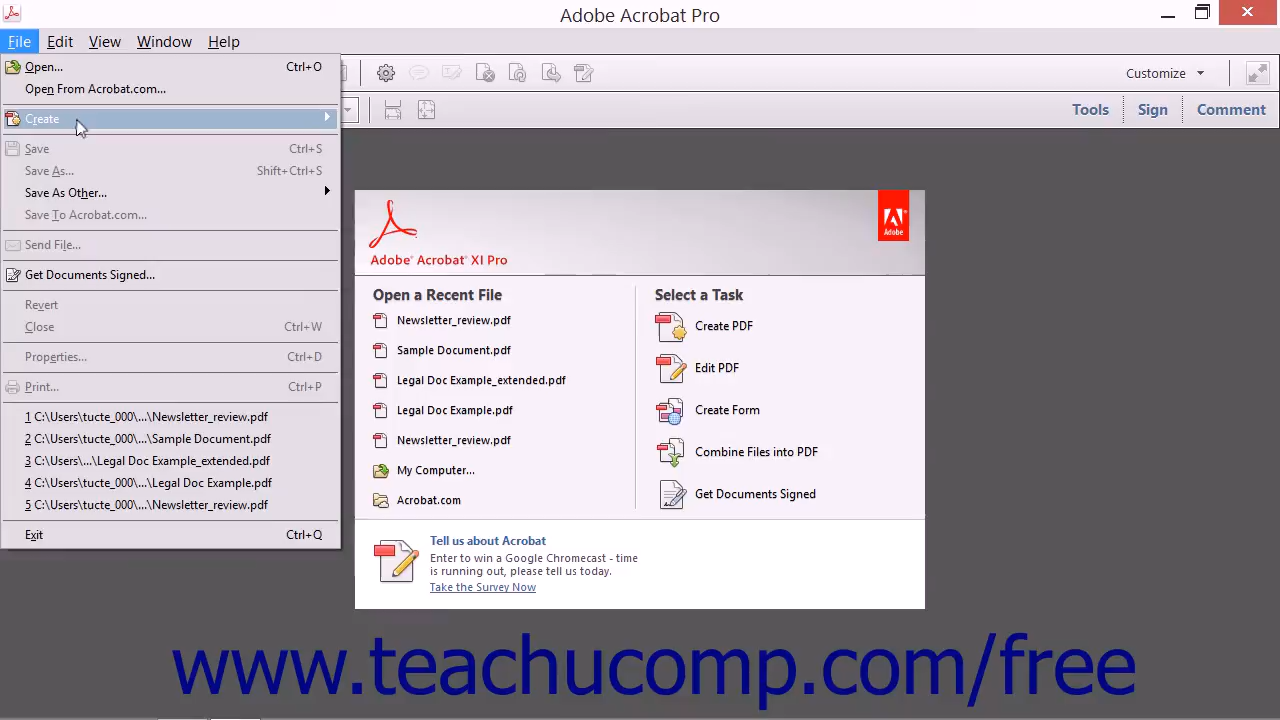 Adobe Acrobat Pro
File Edit View Window Help
Open... Ctrl+O
Open From Acrobat.com...
Create
Save Ctrl+S
Save As... Shift+Ctrl+S
Save As Other...
Save To Acrobat.com...
Send File...
Get Documents Signed...
Revert
Close Ctrl+W
Properties... Ctrl+D
Print... Ctrl+P
1 C:\Users\tucte_000\...\Newsletter_review.pdf
2 C:\Users\tucte_000\...\Sample Document.pdf
3 C:\Users\...\Legal Doc Example_extended.pdf
4 C:\Users\tucte_000\...\Legal Doc Example.pdf
5 C:\Users\tucte_000\...\Newsletter_review.pdf
Exit Ctrl+Q
Customize
Tools Sign Comment
Adobe
Adobe® Acrobat® XI Pro
Open a Recent File
Newsletter_review.pdf
Sample Document.pdf
Legal Doc Example_extended.pdf
Legal Doc Example.pdf
Newsletter_review.pdf
My Computer...
Acrobat.com
Select a Task
Create PDF
Edit PDF
Create Form
Combine Files into PDF
Get Documents Signed
Tell us about Acrobat
Enter to win a Google Chromecast - time
is running out, please tell us today.
Take the Survey Now
www.teachucomp.com/free